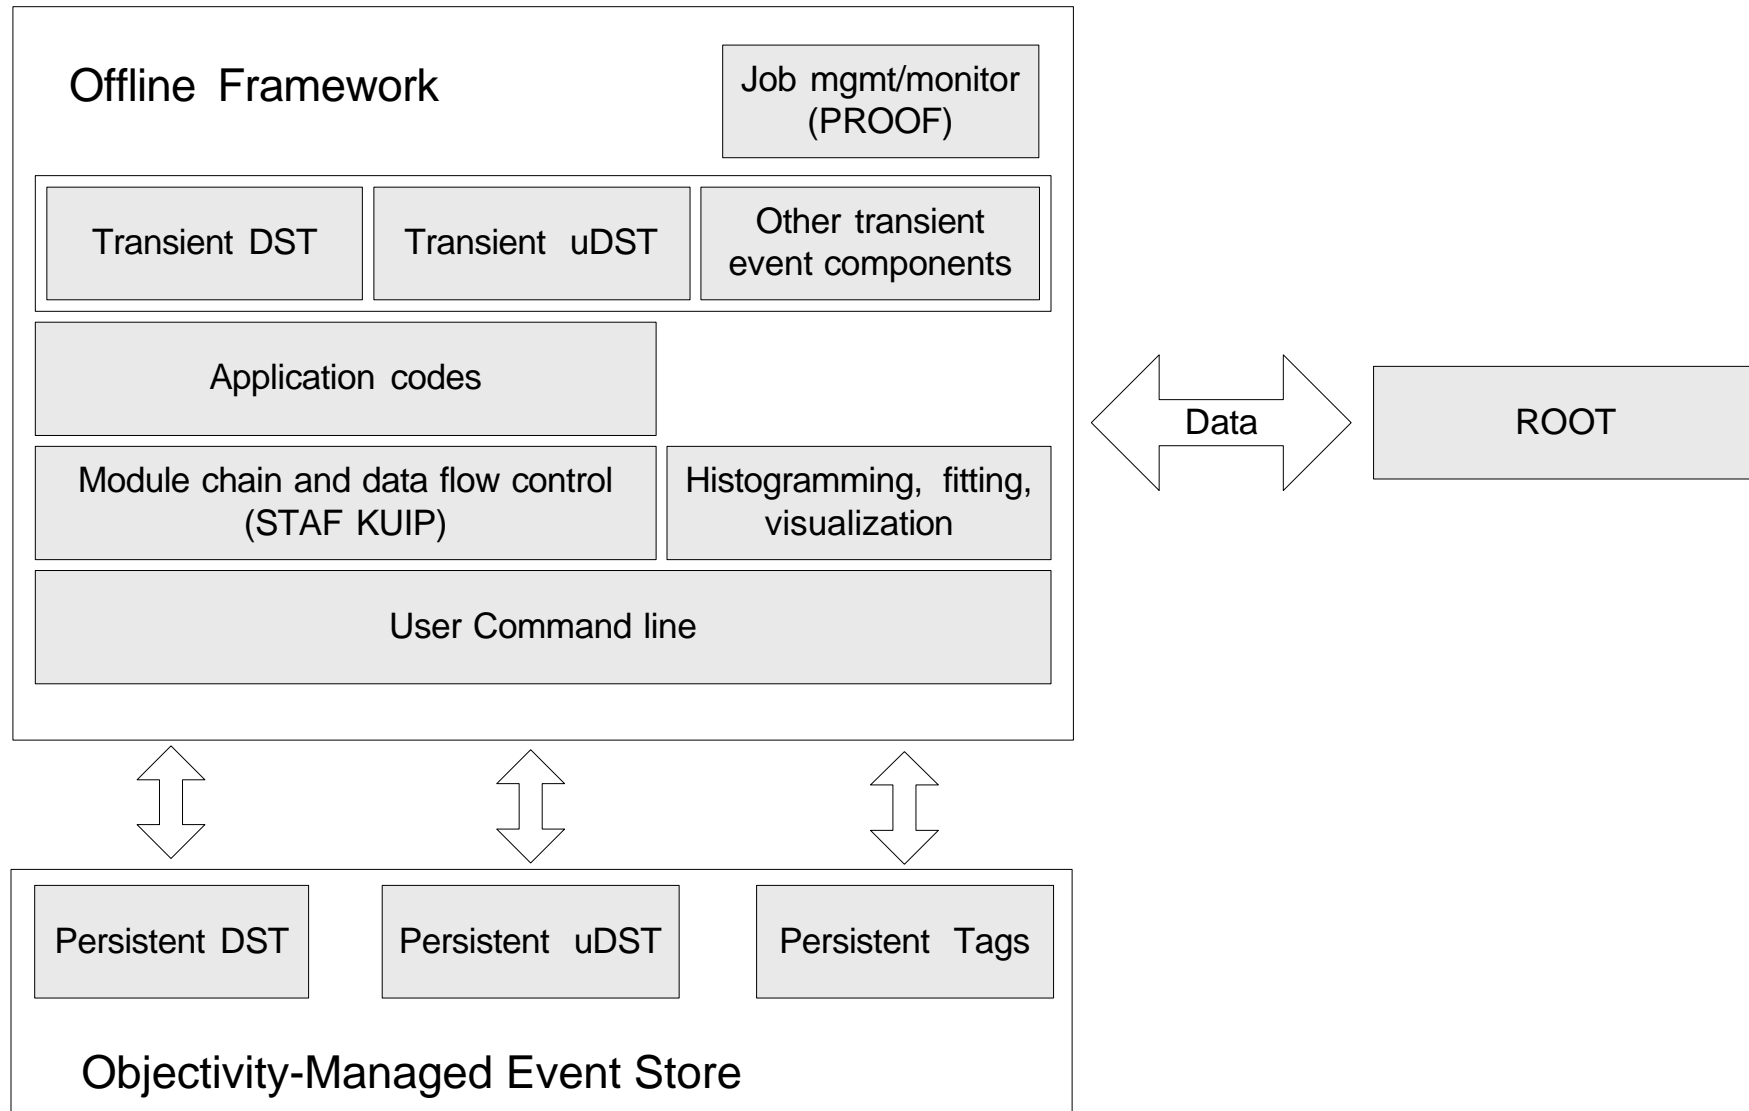 Offline Framework
Job mgmt/monitor
(PROOF)
Transient DST
Transient uDST
Other transient
event components
Application codes
Data
ROOT
Module chain and data flow control
(STAF KUIP)
Histogramming, fitting,
visualization
User Command line
Persistent DST
Persistent uDST
Persistent Tags
Objectivity-Managed Event Store